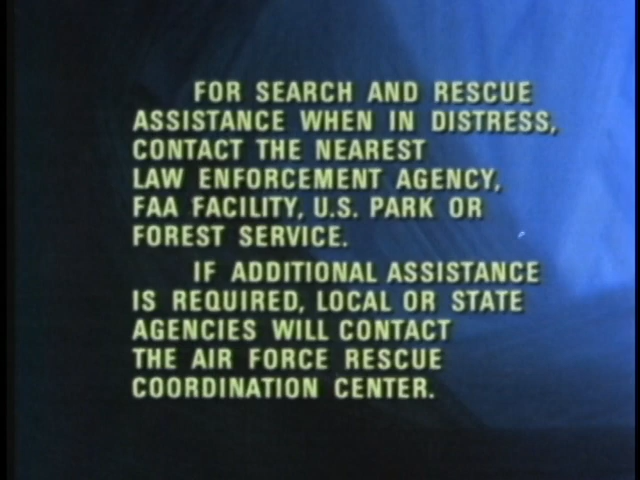 FOR SEARCH AND RESCUE
ASSISTANCE WHEN IN DISTRESS,
CONTACT THE NEAREST
LAW ENFORCEMENT AGENCY,
FAA FACILITY, U.S. PARK OR
FOREST SERVICE.
IF ADDITIONAL ASSISTANCE
IS REQUIRED, LOCAL OR STATE
AGENCIES WILL CONTACT
THE AIR FORCE RESCUE
COORDINATION CENTER.